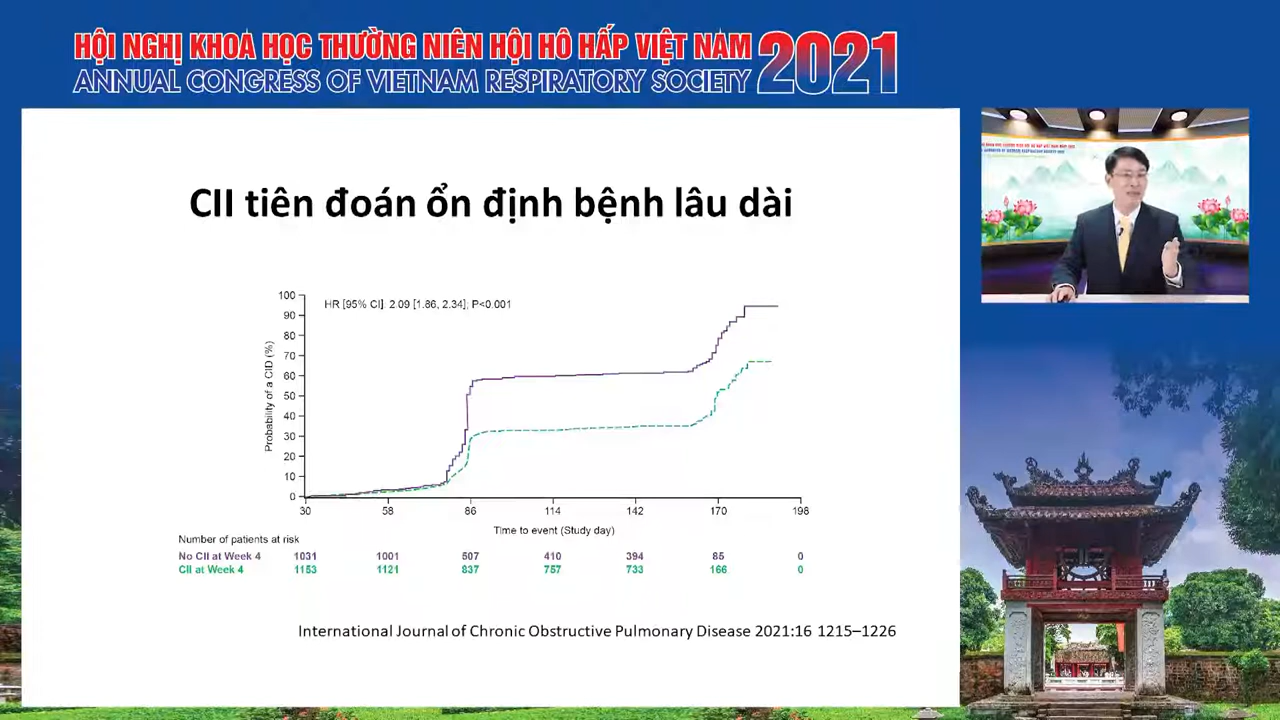 HỘI NGHỊ KHOA HỌC THƯỜNG NIÊN HỘI HÔ HẤP VIỆT NAM 2021
ANNUAL CONGRESS OF VIETNAM RESPIRATORY SOCIETY
CII tiên đoán ổn định bệnh lâu dài
HR [95% CI]: 2.09 [1.86, 2.34]; P<0.001
Probability of a CID (%)
100
90
80
70
60
50
40
30
20
10
0
30 58 86 114 142 170 198
Time to event (Study day)
Number of patients at risk
No CII at Week 4 1031 1001 507 410 394 85 0
CII at Week 4 1153 1121 837 757 733 166 0
International Journal of Chronic Obstructive Pulmonary Disease 2021:16 1215–1226